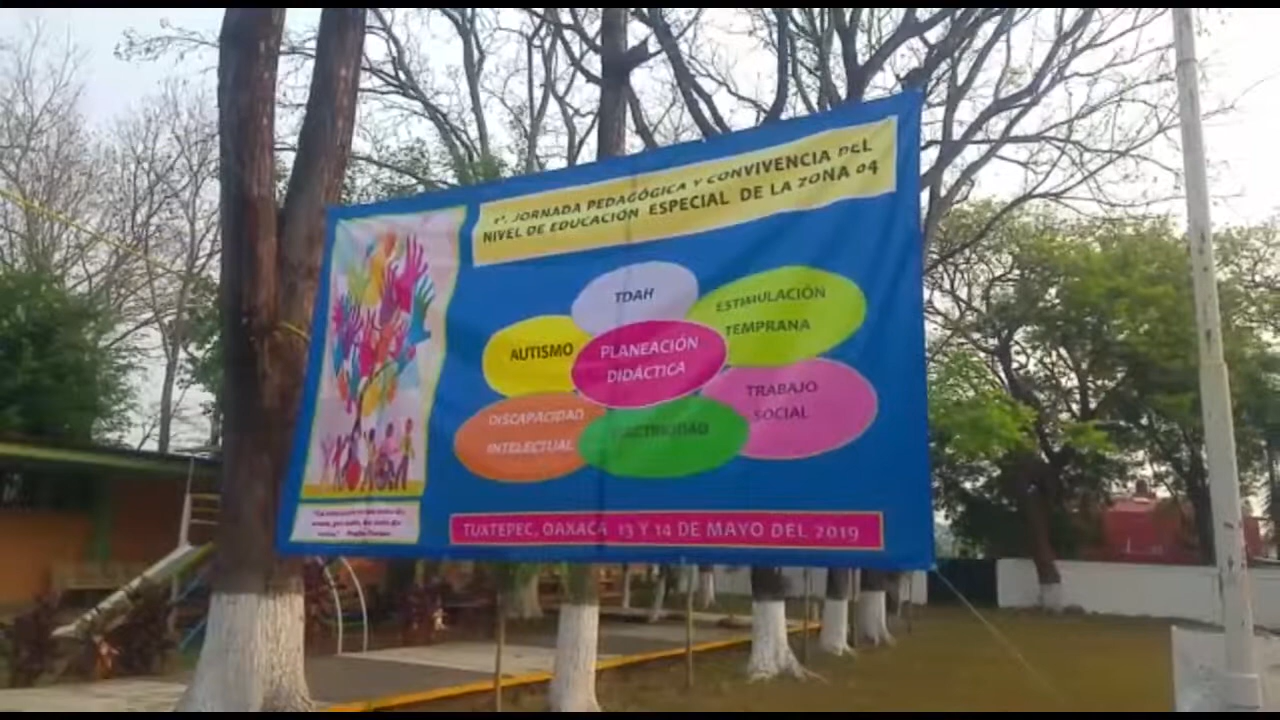 1ª. JORNADA PEDAGÓGICA Y CONVIVENCIA DEL
NIVEL DE EDUCACIÓN ESPECIAL DE LA ZONA 04
TDAH
ESTIMULACIÓN
TEMPRANA
AUTISMO
PLANEACIÓN
DIDÁCTICA
TRABAJO
SOCIAL
DISCAPACIDAD
INTELECTUAL
TUXTEPEC, OAXACA 13 Y 14 DE MAYO DEL 2019